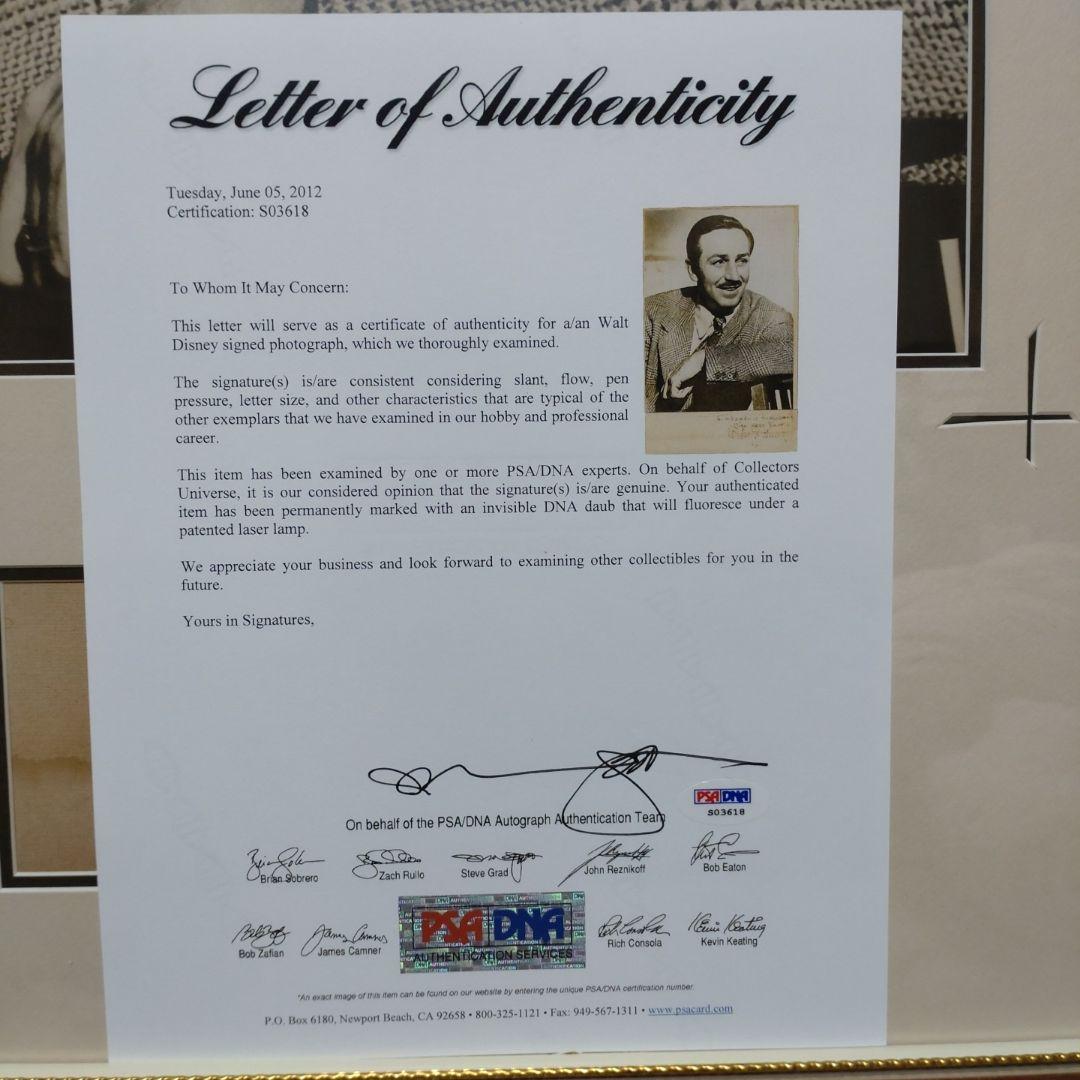 Letter of Authenticity
Tuesday, June 05, 2012
Certification: S03618
To Whom It May Concern:
This letter will serve as a certificate of authenticity for a/an Walt
Disney signed photograph, which we thoroughly examined.
The signature(s) is/are consistent considering slant, flow, pen
pressure, letter size, and other characteristics that are typical of the
other exemplars that we have examined in our hobby and professional
career.
This item has been examined by one or more PSA/DNA experts. On behalf of Collectors
Universe, it is our considered opinion that the signature(s) is/are genuine. Your authenticated
item has been permanently marked with an invisible DNA daub that will fluoresce under a
patented laser lamp.
We appreciate your business and look forward to examining other collectibles for you in the
future.
Yours in Signatures,
PSA DNA
S03618
On behalf of the PSA/DNA Autograph Authentication Team
Brian Sobrero
Zach Rullo
Steve Grad
John Reznikoff
Bob Eaton
Bob Zafian
James Camner
PSA DNA
AUTHENTICATION SERVICES
Rich Consola
Kevin Keating
*An exact image of this item can be found on our website by entering the unique PSA/DNA certification number.
P.O. Box 6180, Newport Beach, CA 92658 • 800-325-1121 • Fax: 949-567-1311 • www.psacard.com